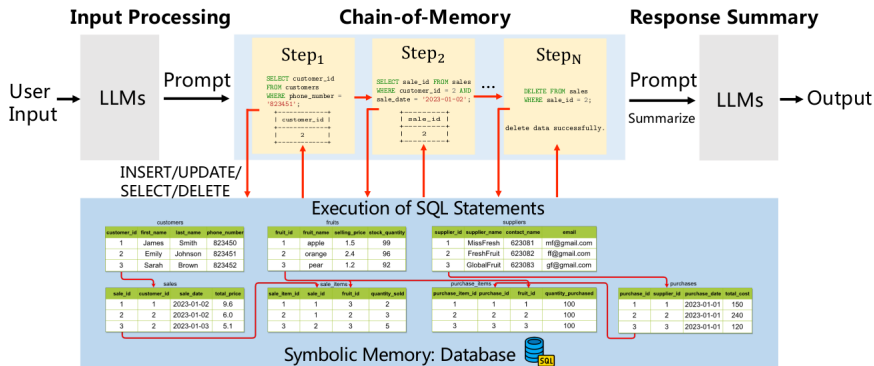 Input Processing
Chain-of-Memory
Response Summary
User
Input
LLMs
Prompt
Step1
SELECT customer_id
FROM customers
WHERE phone_number =
'823451';
+-------------+
| customer_id |
+-------------+
| 2 |
+-------------+
Step2
SELECT sale_id FROM sales
WHERE customer_id = 2 AND
sale_date = '2023-01-02';
+---------+
| sale_id |
+---------+
| 2 |
+---------+
...
StepN
DELETE FROM sales
WHERE sale_id = 2;
delete data successfully.
Prompt
Summarize
LLMs
Output
INSERT/UPDATE/
SELECT/DELETE
Execution of SQL Statements
customers
customer_id first_name last_name phone_number
1 James Smith 823450
2 Emily Johnson 823451
3 Sarah Brown 823452
fruits
fruit_id fruit_name selling_price stock_quantity
1 apple 1.5 99
2 orange 2.4 96
3 pear 1.2 92
suppliers
supplier_id supplier_name contact_name email
1 MissFresh 623081 mf@gmail.com
2 FreshFruit 623082 ff@gmail.com
3 GlobalFruit 623083 gf@gmail.com
sales
sale_id customer_id sale_date total_price
1 1 2023-01-02 9.6
2 2 2023-01-02 6.0
3 2 2023-01-03 5.1
sale_items
sale_item_id sale_id fruit_id quantity_sold
1 1 3 2
2 1 2 3
3 2 3 5
purchase_items
purchase_item_id purchase_id fruit_id quantity_purchased
1 1 1 100
2 2 2 100
3 3 3 100
purchases
purchase_id supplier_id purchase_date total_cost
1 1 2023-01-01 150
2 2 2023-01-01 240
3 3 2023-01-01 120
Symbolic Memory: Database
SQL